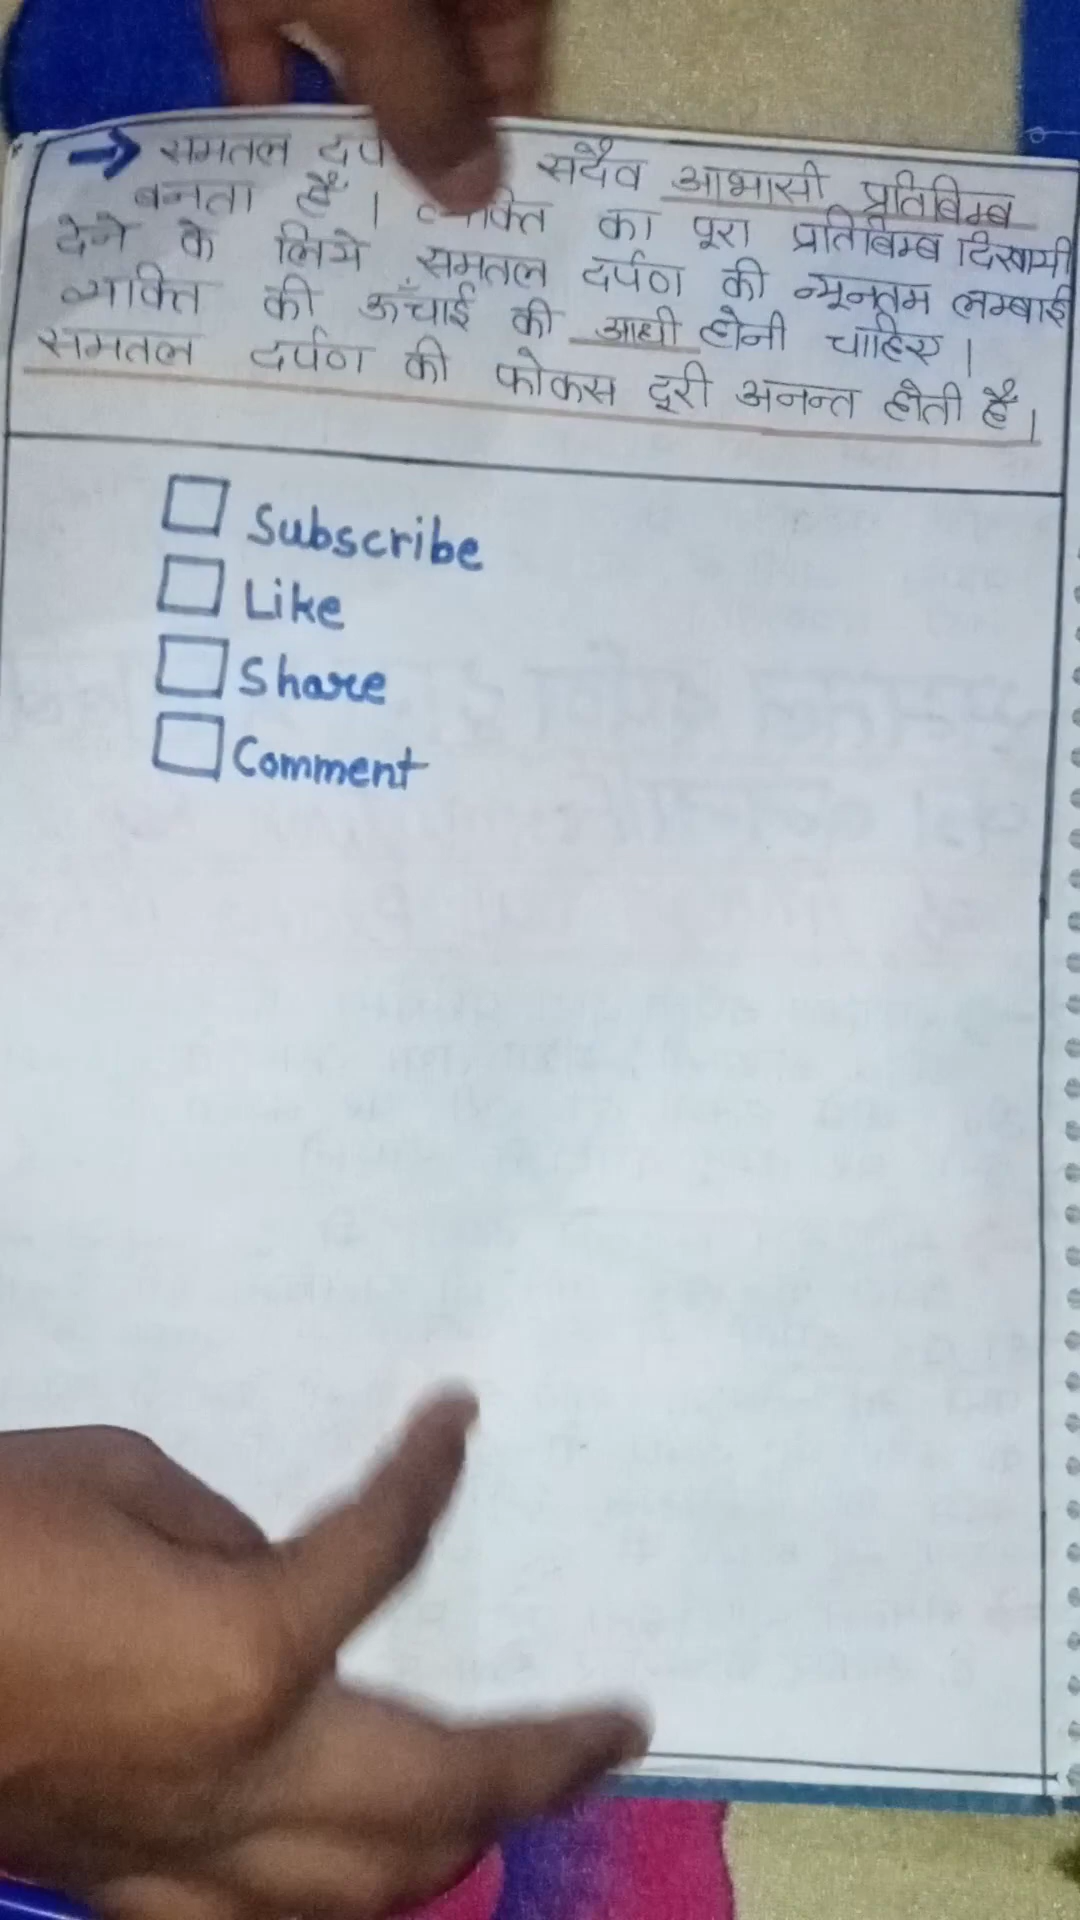 समतल सदैव आभासी प्रतिबिम्ब
बनता है। का पूरा प्रतिबिम्ब दिखायी
देने के लिये समतल दर्पण की न्यूनतम लम्बाई
व्यक्ति की ऊँचाई की आधी होनी चाहिए।
समतल दर्पण की फोकस दूरी अनन्त होती है।
Subscribe
Like
Share
Comment